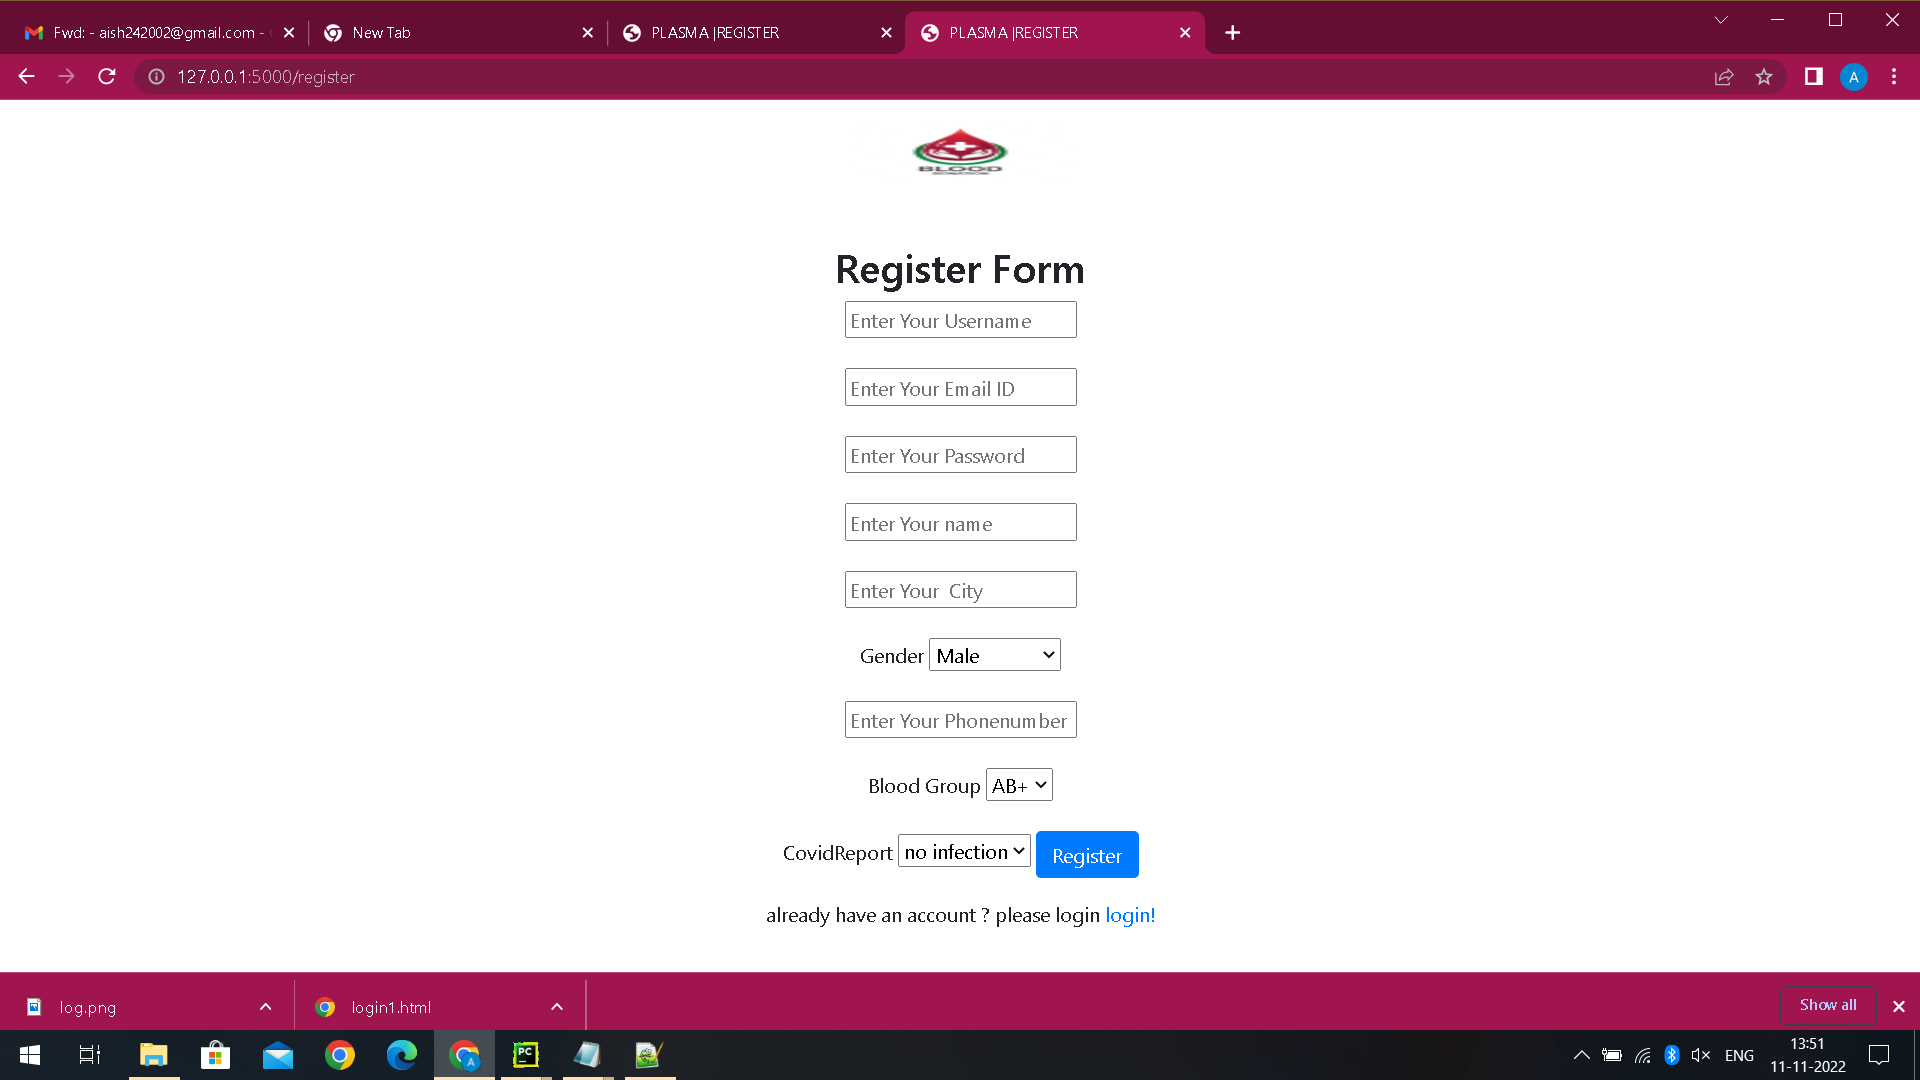 Fwd: - aish242002@gmail.com -
New Tab
PLASMA |REGISTER
PLASMA |REGISTER
127.0.0.1:5000/register
A
BLOOD
Register Form
Enter Your Username
Enter Your Email ID
Enter Your Password
Enter Your name
Enter Your  City
Gender Male
Enter Your Phonenumber
Blood Group AB+
CovidReport no infection Register
already have an account ? please login login!
log.png
login1.html
Show all
PC
A
ENG
13:51
11-11-2022